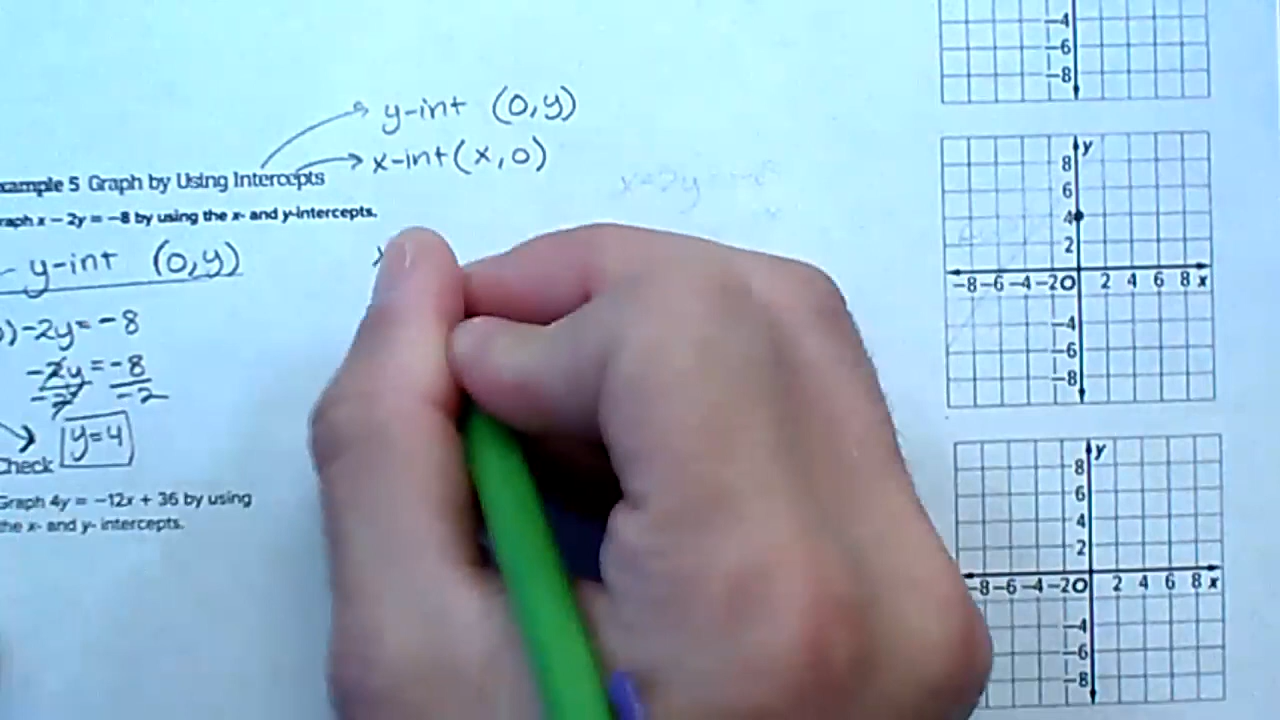 y-int (0,y)
x-int (x,0)
Example 5 Graph by Using Intercepts
Graph x − 2y = −8 by using the x- and y-intercepts.
y-int (0,y)
)-2y=-8
-2y = -8
-2 -2
y=4
Check
Graph 4y = −12x + 36 by using
the x- and y- intercepts.
-4
-6
-8
y
8
6
4
2
-8 -6 -4 -2 O 2 4 6 8 x
-4
-6
-8
y
8
6
4
2
-8 -6 -4 -2 O 2 4 6 8 x
-4
-6
-8